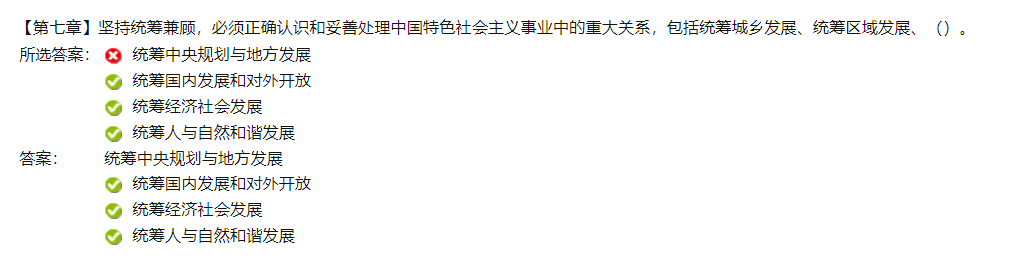 【第七章】坚持统筹兼顾，必须正确认识和妥善处理中国特色社会主义事业中的重大关系，包括统筹城乡发展、统筹区域发展、（）。
所选答案： 统筹中央规划与地方发展
统筹国内发展和对外开放
统筹经济社会发展
统筹人与自然和谐发展
答案： 统筹中央规划与地方发展
统筹国内发展和对外开放
统筹经济社会发展
统筹人与自然和谐发展